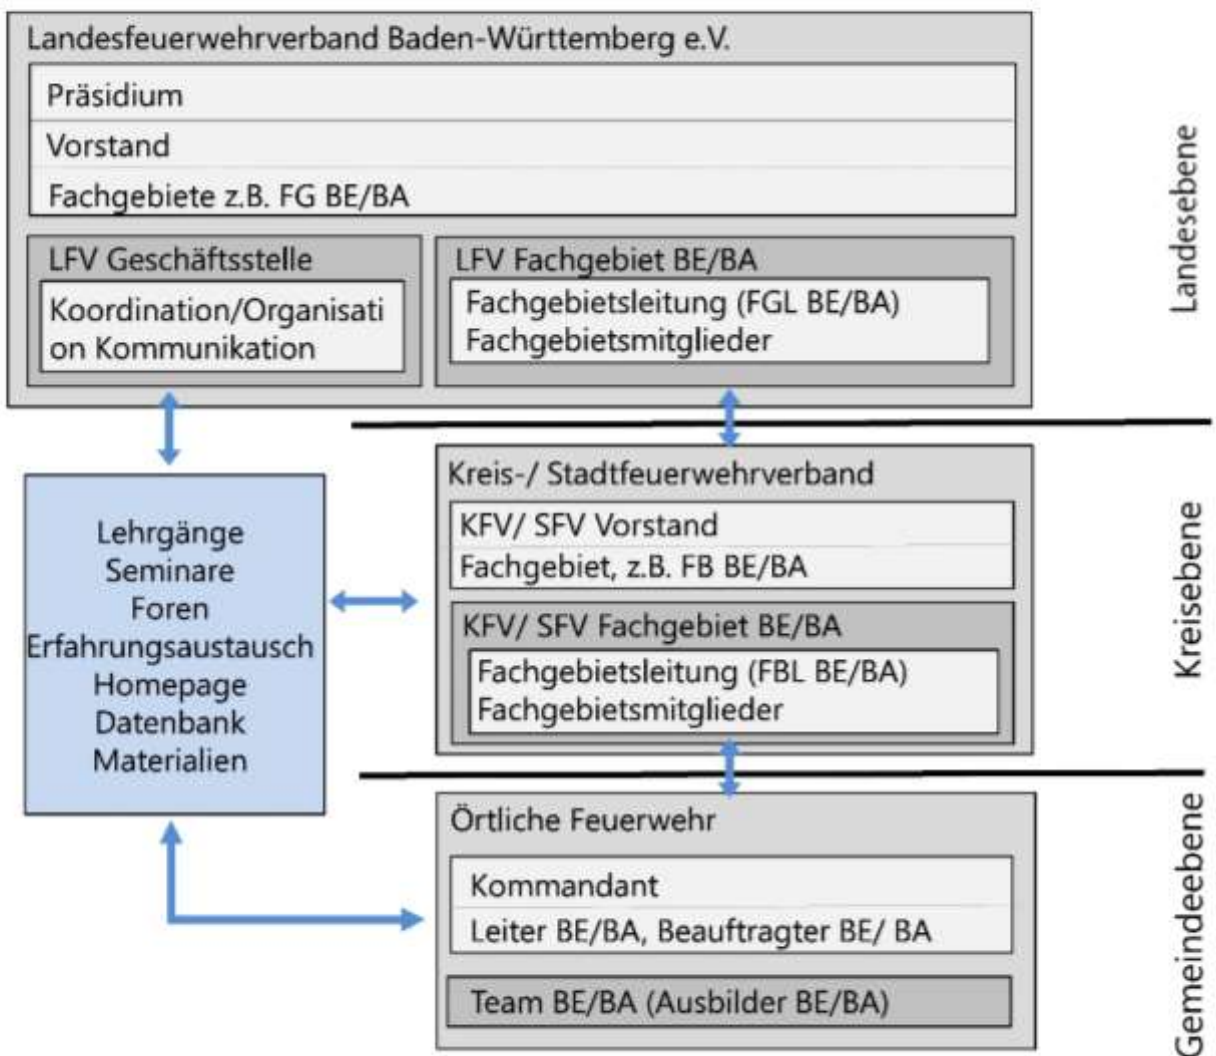 Landesfeuerwehrverband Baden-Württemberg e.V.
Präsidium
Vorstand
Fachgebiete z.B. FG BE/BA
LFV Geschäftsstelle
Koordination/Organisati
on Kommunikation
LFV Fachgebiet BE/BA
Fachgebietsleitung (FGL BE/BA)
Fachgebietsmitglieder
Landesebene
Lehrgänge
Seminare
Foren
Erfahrungsaustausch
Homepage
Datenbank
Materialien
Kreis-/ Stadtfeuerwehrverband
KFV/ SFV Vorstand
Fachgebiet, z.B. FB BE/BA
KFV/ SFV Fachgebiet BE/BA
Fachgebietsleitung (FBL BE/BA)
Fachgebietsmitglieder
Kreisebene
Örtliche Feuerwehr
Kommandant
Leiter BE/BA, Beauftragter BE/ BA
Team BE/BA (Ausbilder BE/BA)
Gemeindeebene